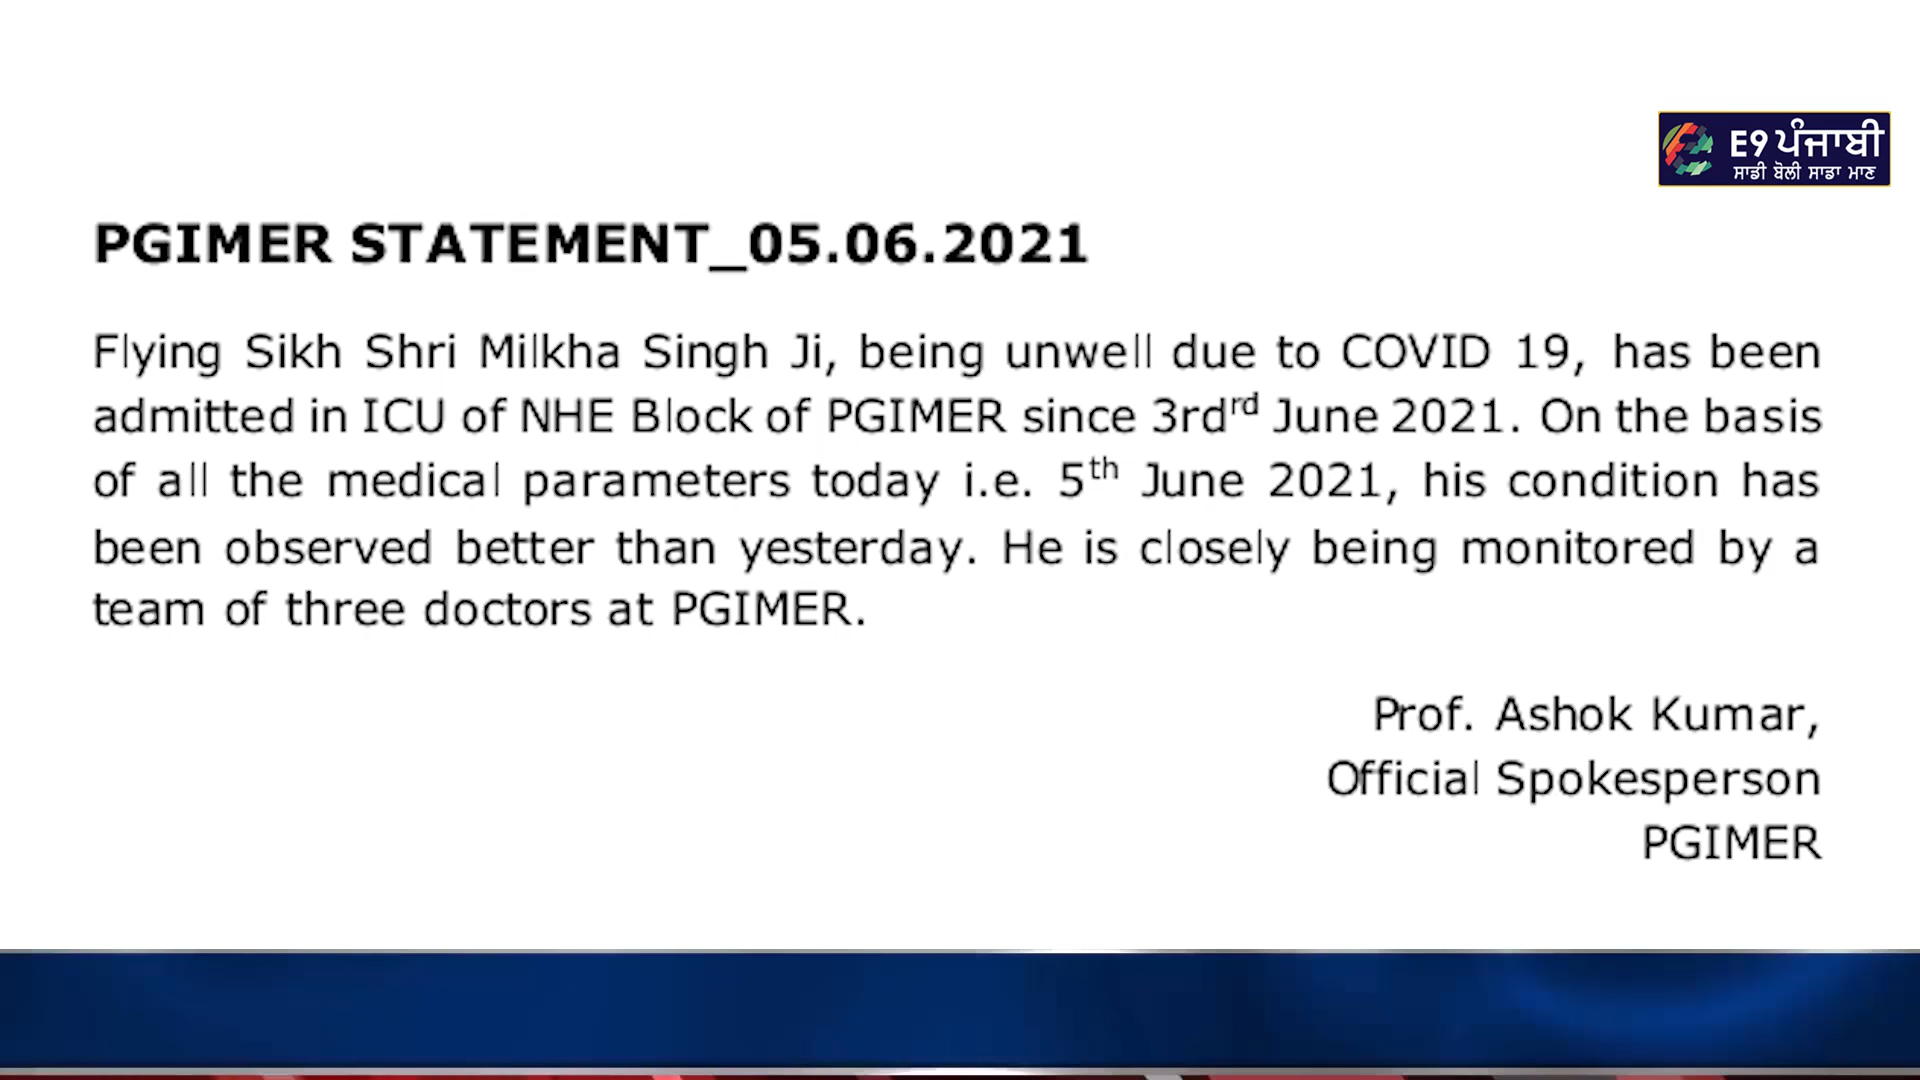 E9 ਪੰਜਾਬੀ
ਸਾਡੀ ਬੋਲੀ ਸਾਡਾ ਮਾਣ
PGIMER STATEMENT_05.06.2021
Flying Sikh Shri Milkha Singh Ji, being unwell due to COVID 19, has been
admitted in ICU of NHE Block of PGIMER since 3rdrd June 2021. On the basis
of all the medical parameters today i.e. 5th June 2021, his condition has
been observed better than yesterday. He is closely being monitored by a
team of three doctors at PGIMER.
Prof. Ashok Kumar,
Official Spokesperson
PGIMER